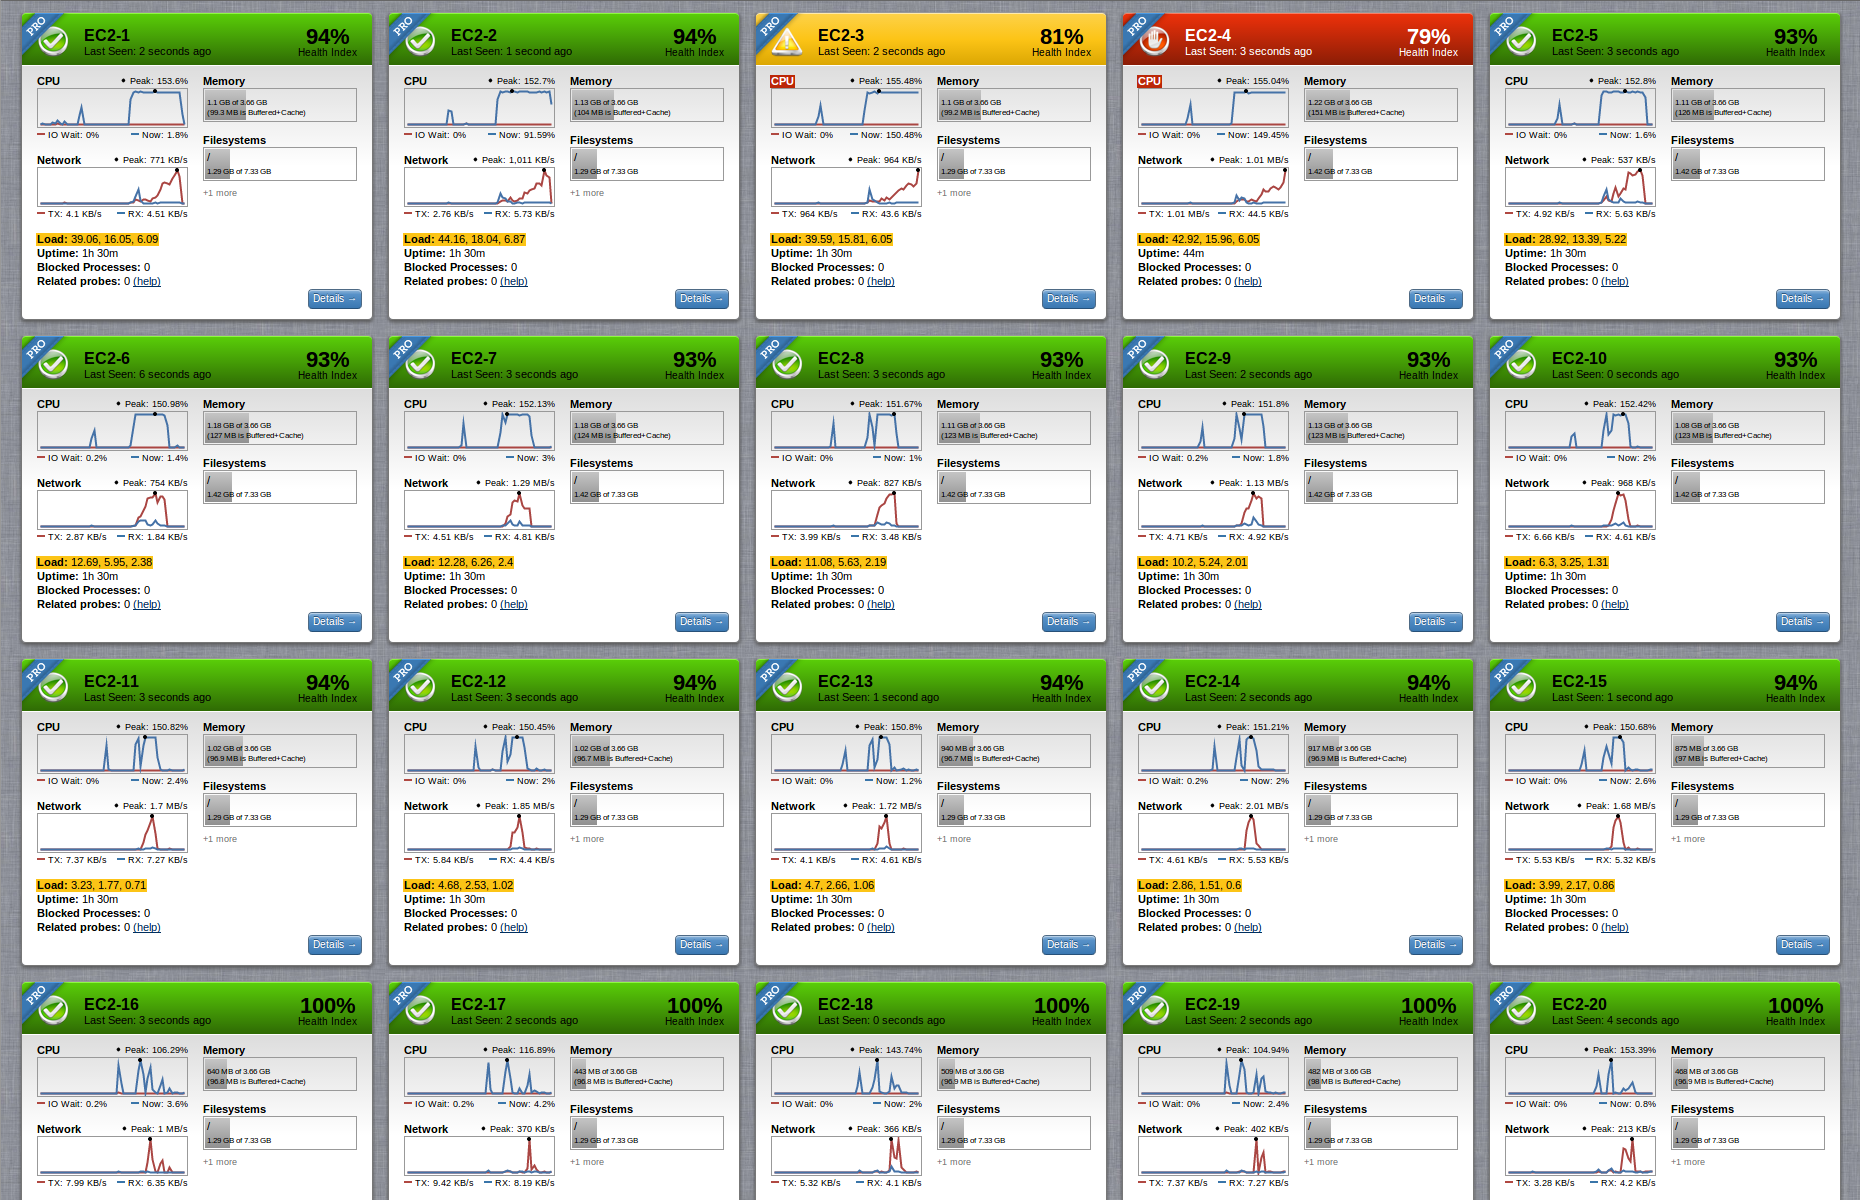 PRO
EC2-1
Last Seen: 2 seconds ago
94%
Health Index
CPU
Peak: 153.6%
IO Wait: 0%
Now: 1.8%
Memory
1.1 GB of 3.66 GB
(99.3 MB is Buffered+Cache)
Filesystems
/
1.29 GB of 7.33 GB
+1 more
Network
Peak: 771 KB/s
TX: 4.1 KB/s
RX: 4.51 KB/s
Load: 39.06, 16.05, 6.09
Uptime: 1h 30m
Blocked Processes: 0
Related probes: 0 (help)
Details →
PRO
EC2-2
Last Seen: 1 second ago
94%
Health Index
CPU
Peak: 152.7%
IO Wait: 0%
Now: 91.59%
Memory
1.13 GB of 3.66 GB
(104 MB is Buffered+Cache)
Filesystems
/
1.29 GB of 7.33 GB
+1 more
Network
Peak: 1,011 KB/s
TX: 2.76 KB/s
RX: 5.73 KB/s
Load: 44.16, 18.04, 6.87
Uptime: 1h 30m
Blocked Processes: 0
Related probes: 0 (help)
Details →
PRO
EC2-3
Last Seen: 2 seconds ago
81%
Health Index
CPU
Peak: 155.48%
IO Wait: 0%
Now: 150.48%
Memory
1.1 GB of 3.66 GB
(99.2 MB is Buffered+Cache)
Filesystems
/
1.29 GB of 7.33 GB
+1 more
Network
Peak: 964 KB/s
TX: 964 KB/s
RX: 43.6 KB/s
Load: 39.59, 15.81, 6.05
Uptime: 1h 30m
Blocked Processes: 0
Related probes: 0 (help)
Details →
PRO
EC2-4
Last Seen: 3 seconds ago
79%
Health Index
CPU
Peak: 155.04%
IO Wait: 0%
Now: 149.45%
Memory
1.22 GB of 3.66 GB
(151 MB is Buffered+Cache)
Filesystems
/
1.42 GB of 7.33 GB
Network
Peak: 1.01 MB/s
TX: 1.01 MB/s
RX: 44.5 KB/s
Load: 42.92, 15.96, 6.05
Uptime: 44m
Blocked Processes: 0
Related probes: 0 (help)
Details →
PRO
EC2-5
Last Seen: 3 seconds ago
93%
Health Index
CPU
Peak: 152.8%
IO Wait: 0%
Now: 1.6%
Memory
1.11 GB of 3.66 GB
(126 MB is Buffered+Cache)
Filesystems
/
1.42 GB of 7.33 GB
Network
Peak: 537 KB/s
TX: 4.92 KB/s
RX: 5.63 KB/s
Load: 28.92, 13.39, 5.22
Uptime: 1h 30m
Blocked Processes: 0
Related probes: 0 (help)
Details →
PRO
EC2-6
Last Seen: 6 seconds ago
93%
Health Index
CPU
Peak: 150.98%
IO Wait: 0.2%
Now: 1.4%
Memory
1.18 GB of 3.66 GB
(127 MB is Buffered+Cache)
Filesystems
/
1.42 GB of 7.33 GB
Network
Peak: 754 KB/s
TX: 2.87 KB/s
RX: 1.84 KB/s
Load: 12.69, 5.95, 2.38
Uptime: 1h 30m
Blocked Processes: 0
Related probes: 0 (help)
Details →
PRO
EC2-7
Last Seen: 3 seconds ago
93%
Health Index
CPU
Peak: 152.13%
IO Wait: 0%
Now: 3%
Memory
1.18 GB of 3.66 GB
(124 MB is Buffered+Cache)
Filesystems
/
1.42 GB of 7.33 GB
Network
Peak: 1.29 MB/s
TX: 4.51 KB/s
RX: 4.81 KB/s
Load: 12.28, 6.26, 2.4
Uptime: 1h 30m
Blocked Processes: 0
Related probes: 0 (help)
Details →
PRO
EC2-8
Last Seen: 3 seconds ago
93%
Health Index
CPU
Peak: 151.67%
IO Wait: 0%
Now: 1%
Memory
1.11 GB of 3.66 GB
(123 MB is Buffered+Cache)
Filesystems
/
1.42 GB of 7.33 GB
Network
Peak: 827 KB/s
TX: 3.99 KB/s
RX: 3.48 KB/s
Load: 11.08, 5.63, 2.19
Uptime: 1h 30m
Blocked Processes: 0
Related probes: 0 (help)
Details →
PRO
EC2-9
Last Seen: 2 seconds ago
93%
Health Index
CPU
Peak: 151.8%
IO Wait: 0.2%
Now: 1.8%
Memory
1.13 GB of 3.66 GB
(123 MB is Buffered+Cache)
Filesystems
/
1.42 GB of 7.33 GB
Network
Peak: 1.13 MB/s
TX: 4.71 KB/s
RX: 4.92 KB/s
Load: 10.2, 5.24, 2.01
Uptime: 1h 30m
Blocked Processes: 0
Related probes: 0 (help)
Details →
PRO
EC2-10
Last Seen: 0 seconds ago
93%
Health Index
CPU
Peak: 152.42%
IO Wait: 0%
Now: 2%
Memory
1.08 GB of 3.66 GB
(123 MB is Buffered+Cache)
Filesystems
/
1.42 GB of 7.33 GB
Network
Peak: 968 KB/s
TX: 6.66 KB/s
RX: 4.61 KB/s
Load: 6.3, 3.25, 1.31
Uptime: 1h 30m
Blocked Processes: 0
Related probes: 0 (help)
Details →
PRO
EC2-11
Last Seen: 3 seconds ago
94%
Health Index
CPU
Peak: 150.82%
IO Wait: 0%
Now: 2.4%
Memory
1.02 GB of 3.66 GB
(96.9 MB is Buffered+Cache)
Filesystems
/
1.29 GB of 7.33 GB
+1 more
Network
Peak: 1.7 MB/s
TX: 7.37 KB/s
RX: 7.27 KB/s
Load: 3.23, 1.77, 0.71
Uptime: 1h 30m
Blocked Processes: 0
Related probes: 0 (help)
Details →
PRO
EC2-12
Last Seen: 3 seconds ago
94%
Health Index
CPU
Peak: 150.45%
IO Wait: 0%
Now: 2%
Memory
1.02 GB of 3.66 GB
(96.7 MB is Buffered+Cache)
Filesystems
/
1.29 GB of 7.33 GB
+1 more
Network
Peak: 1.85 MB/s
TX: 5.84 KB/s
RX: 4.4 KB/s
Load: 4.68, 2.53, 1.02
Uptime: 1h 30m
Blocked Processes: 0
Related probes: 0 (help)
Details →
PRO
EC2-13
Last Seen: 1 second ago
94%
Health Index
CPU
Peak: 150.8%
IO Wait: 0%
Now: 1.2%
Memory
940 MB of 3.66 GB
(96.7 MB is Buffered+Cache)
Filesystems
/
1.29 GB of 7.33 GB
+1 more
Network
Peak: 1.72 MB/s
TX: 4.1 KB/s
RX: 4.61 KB/s
Load: 4.7, 2.66, 1.06
Uptime: 1h 30m
Blocked Processes: 0
Related probes: 0 (help)
Details →
PRO
EC2-14
Last Seen: 2 seconds ago
94%
Health Index
CPU
Peak: 151.21%
IO Wait: 0.2%
Now: 2%
Memory
917 MB of 3.66 GB
(96.9 MB is Buffered+Cache)
Filesystems
/
1.29 GB of 7.33 GB
+1 more
Network
Peak: 2.01 MB/s
TX: 4.61 KB/s
RX: 5.53 KB/s
Load: 2.86, 1.51, 0.6
Uptime: 1h 30m
Blocked Processes: 0
Related probes: 0 (help)
Details →
PRO
EC2-15
Last Seen: 1 second ago
94%
Health Index
CPU
Peak: 150.68%
IO Wait: 0%
Now: 2.6%
Memory
875 MB of 3.66 GB
(97 MB is Buffered+Cache)
Filesystems
/
1.29 GB of 7.33 GB
+1 more
Network
Peak: 1.68 MB/s
TX: 5.53 KB/s
RX: 5.32 KB/s
Load: 3.99, 2.17, 0.86
Uptime: 1h 30m
Blocked Processes: 0
Related probes: 0 (help)
Details →
PRO
EC2-16
Last Seen: 3 seconds ago
100%
Health Index
CPU
Peak: 106.29%
IO Wait: 0.2%
Now: 3.6%
Memory
640 MB of 3.66 GB
(96.8 MB is Buffered+Cache)
Filesystems
/
1.29 GB of 7.33 GB
+1 more
Network
Peak: 1 MB/s
TX: 7.99 KB/s
RX: 6.35 KB/s
PRO
EC2-17
Last Seen: 2 seconds ago
100%
Health Index
CPU
Peak: 116.89%
IO Wait: 0.2%
Now: 4.2%
Memory
443 MB of 3.66 GB
(96.8 MB is Buffered+Cache)
Filesystems
/
1.29 GB of 7.33 GB
+1 more
Network
Peak: 370 KB/s
TX: 9.42 KB/s
RX: 8.19 KB/s
PRO
EC2-18
Last Seen: 0 seconds ago
100%
Health Index
CPU
Peak: 143.74%
IO Wait: 0%
Now: 2%
Memory
509 MB of 3.66 GB
(96.9 MB is Buffered+Cache)
Filesystems
/
1.29 GB of 7.33 GB
+1 more
Network
Peak: 366 KB/s
TX: 5.32 KB/s
RX: 4.1 KB/s
PRO
EC2-19
Last Seen: 2 seconds ago
100%
Health Index
CPU
Peak: 104.94%
IO Wait: 0%
Now: 2.4%
Memory
482 MB of 3.66 GB
(98 MB is Buffered+Cache)
Filesystems
/
1.29 GB of 7.33 GB
+1 more
Network
Peak: 402 KB/s
TX: 7.37 KB/s
RX: 7.27 KB/s
PRO
EC2-20
Last Seen: 4 seconds ago
100%
Health Index
CPU
Peak: 153.39%
IO Wait: 0%
Now: 0.8%
Memory
468 MB of 3.66 GB
(96.9 MB is Buffered+Cache)
Filesystems
/
1.29 GB of 7.33 GB
+1 more
Network
Peak: 213 KB/s
TX: 3.28 KB/s
RX: 4.2 KB/s